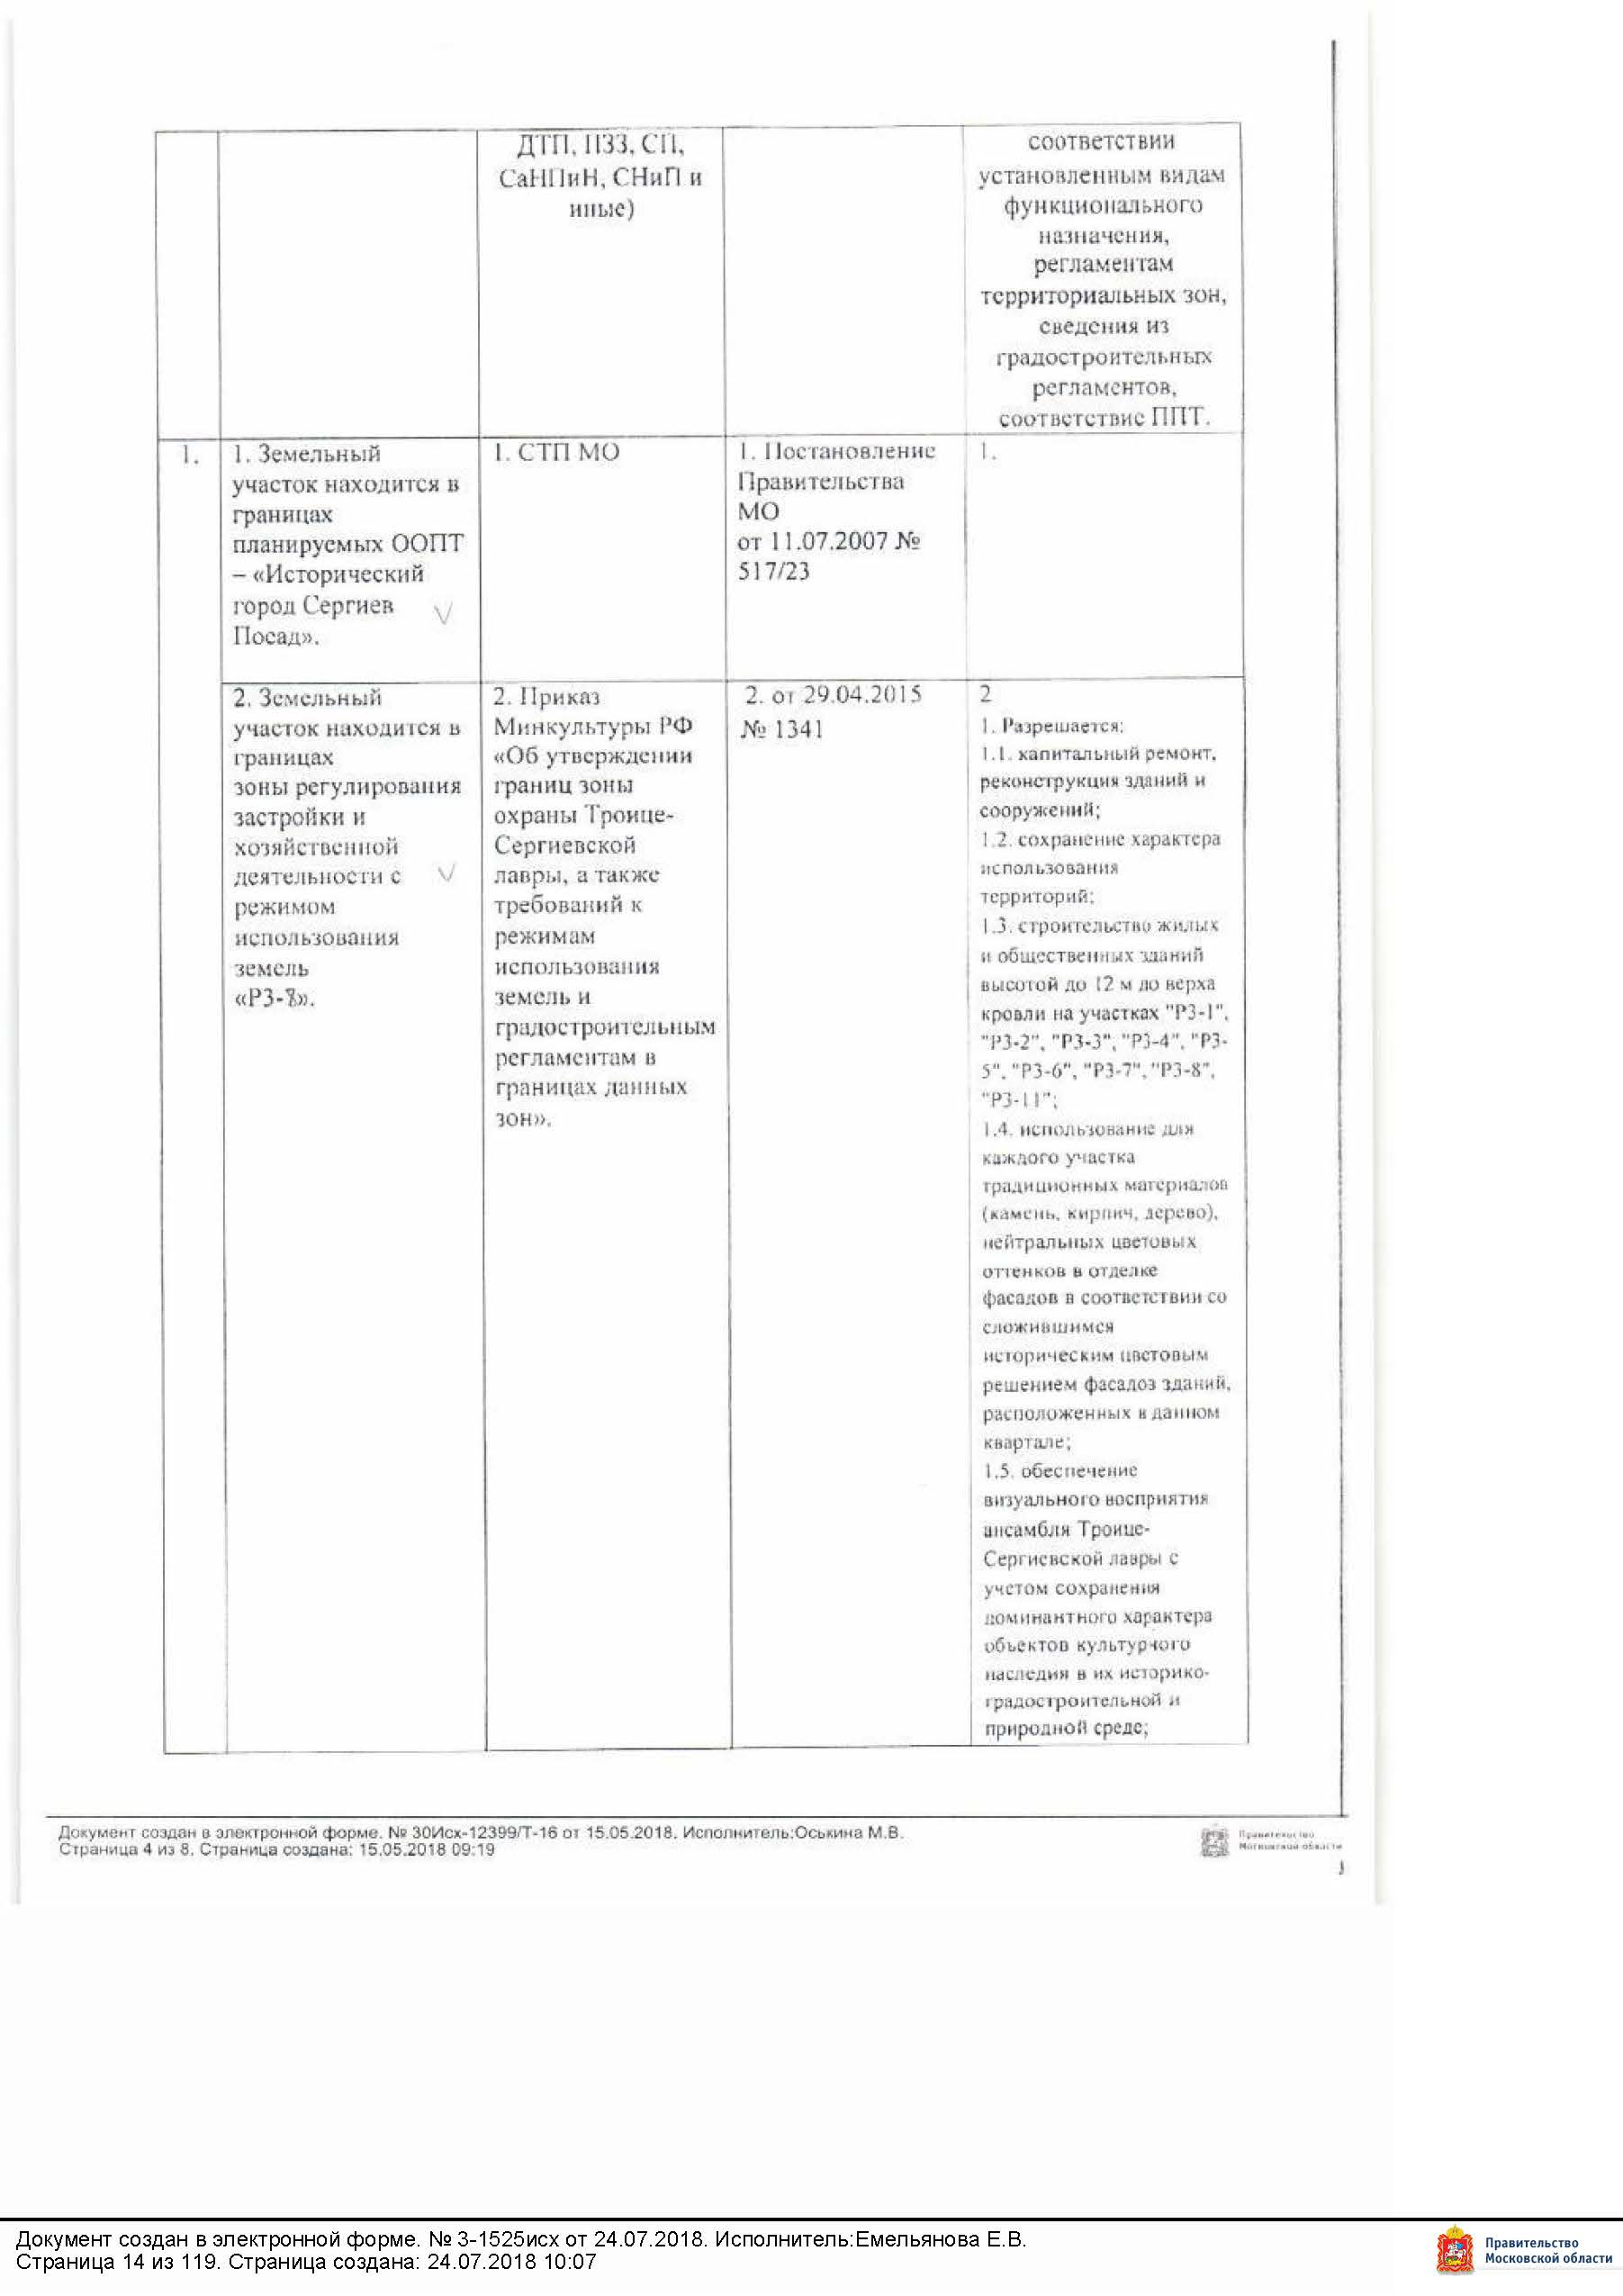 ДТП, ПЗЗ, СП,
СаНПиН, СНиП и
иные)
соответствии
установленным видам
функционального
назначения,
регламентам
территориальных зон,
сведения из
градостроительных
регламентов,
соответствие ППТ.
1.
1. Земельный
участок находится в
границах
планируемых ООПТ
– «Исторический
город Сергиев
Посад».
1. СТП МО
1. Постановление
Правительства
МО
от 11.07.2007 №
517/23
1.
2. Земельный
участок находится в
границах
зоны регулирования
застройки и
хозяйственной
деятельности с
режимом
использования
земель
«РЗ-8».
2. Приказ
Минкультуры РФ
«Об утверждении
границ зоны
охраны Троице-
Сергиевской
лавры, а также
требований к
режимам
использования
земель и
градостроительным
регламентам в
границах данных
зон».
2. от 29.04.2015
№ 1341
2
1. Разрешается:
1.1. капитальный ремонт,
реконструкция зданий и
сооружений;
1.2. сохранение характера
использования
территорий;
1.3. строительство жилых
и общественных зданий
высотой до 12 м до верха
кровли на участках "РЗ-1",
"РЗ-2", "РЗ-3", "РЗ-4", "РЗ-
5", "РЗ-6", "РЗ-7", "РЗ-8",
"РЗ-11";
1.4. использование для
каждого участка
традиционных материалов
(камень, кирпич, дерево),
нейтральных цветовых
оттенков в отделке
фасадов в соответствии со
сложившимся
историческим цветовым
решением фасадов зданий,
расположенных в данном
квартале;
1.5. обеспечение
визуального восприятия
ансамбля Троице-
Сергиевской лавры с
учетом сохранения
доминантного характера
объектов культурного
наследия в их историко-
градостроительной и
природной среде;
Документ создан в электронной форме. № 30Исх-12399/Т-16 от 15.05.2018. Исполнитель:Оськина М.В.
Страница 4 из 8. Страница создана: 15.05.2018 09:19
Правительство
Московской области
Документ создан в электронной форме. № 3-1525исх от 24.07.2018. Исполнитель:Емельянова Е.В.
Страница 14 из 119. Страница создана: 24.07.2018 10:07
Правительство
Московской области